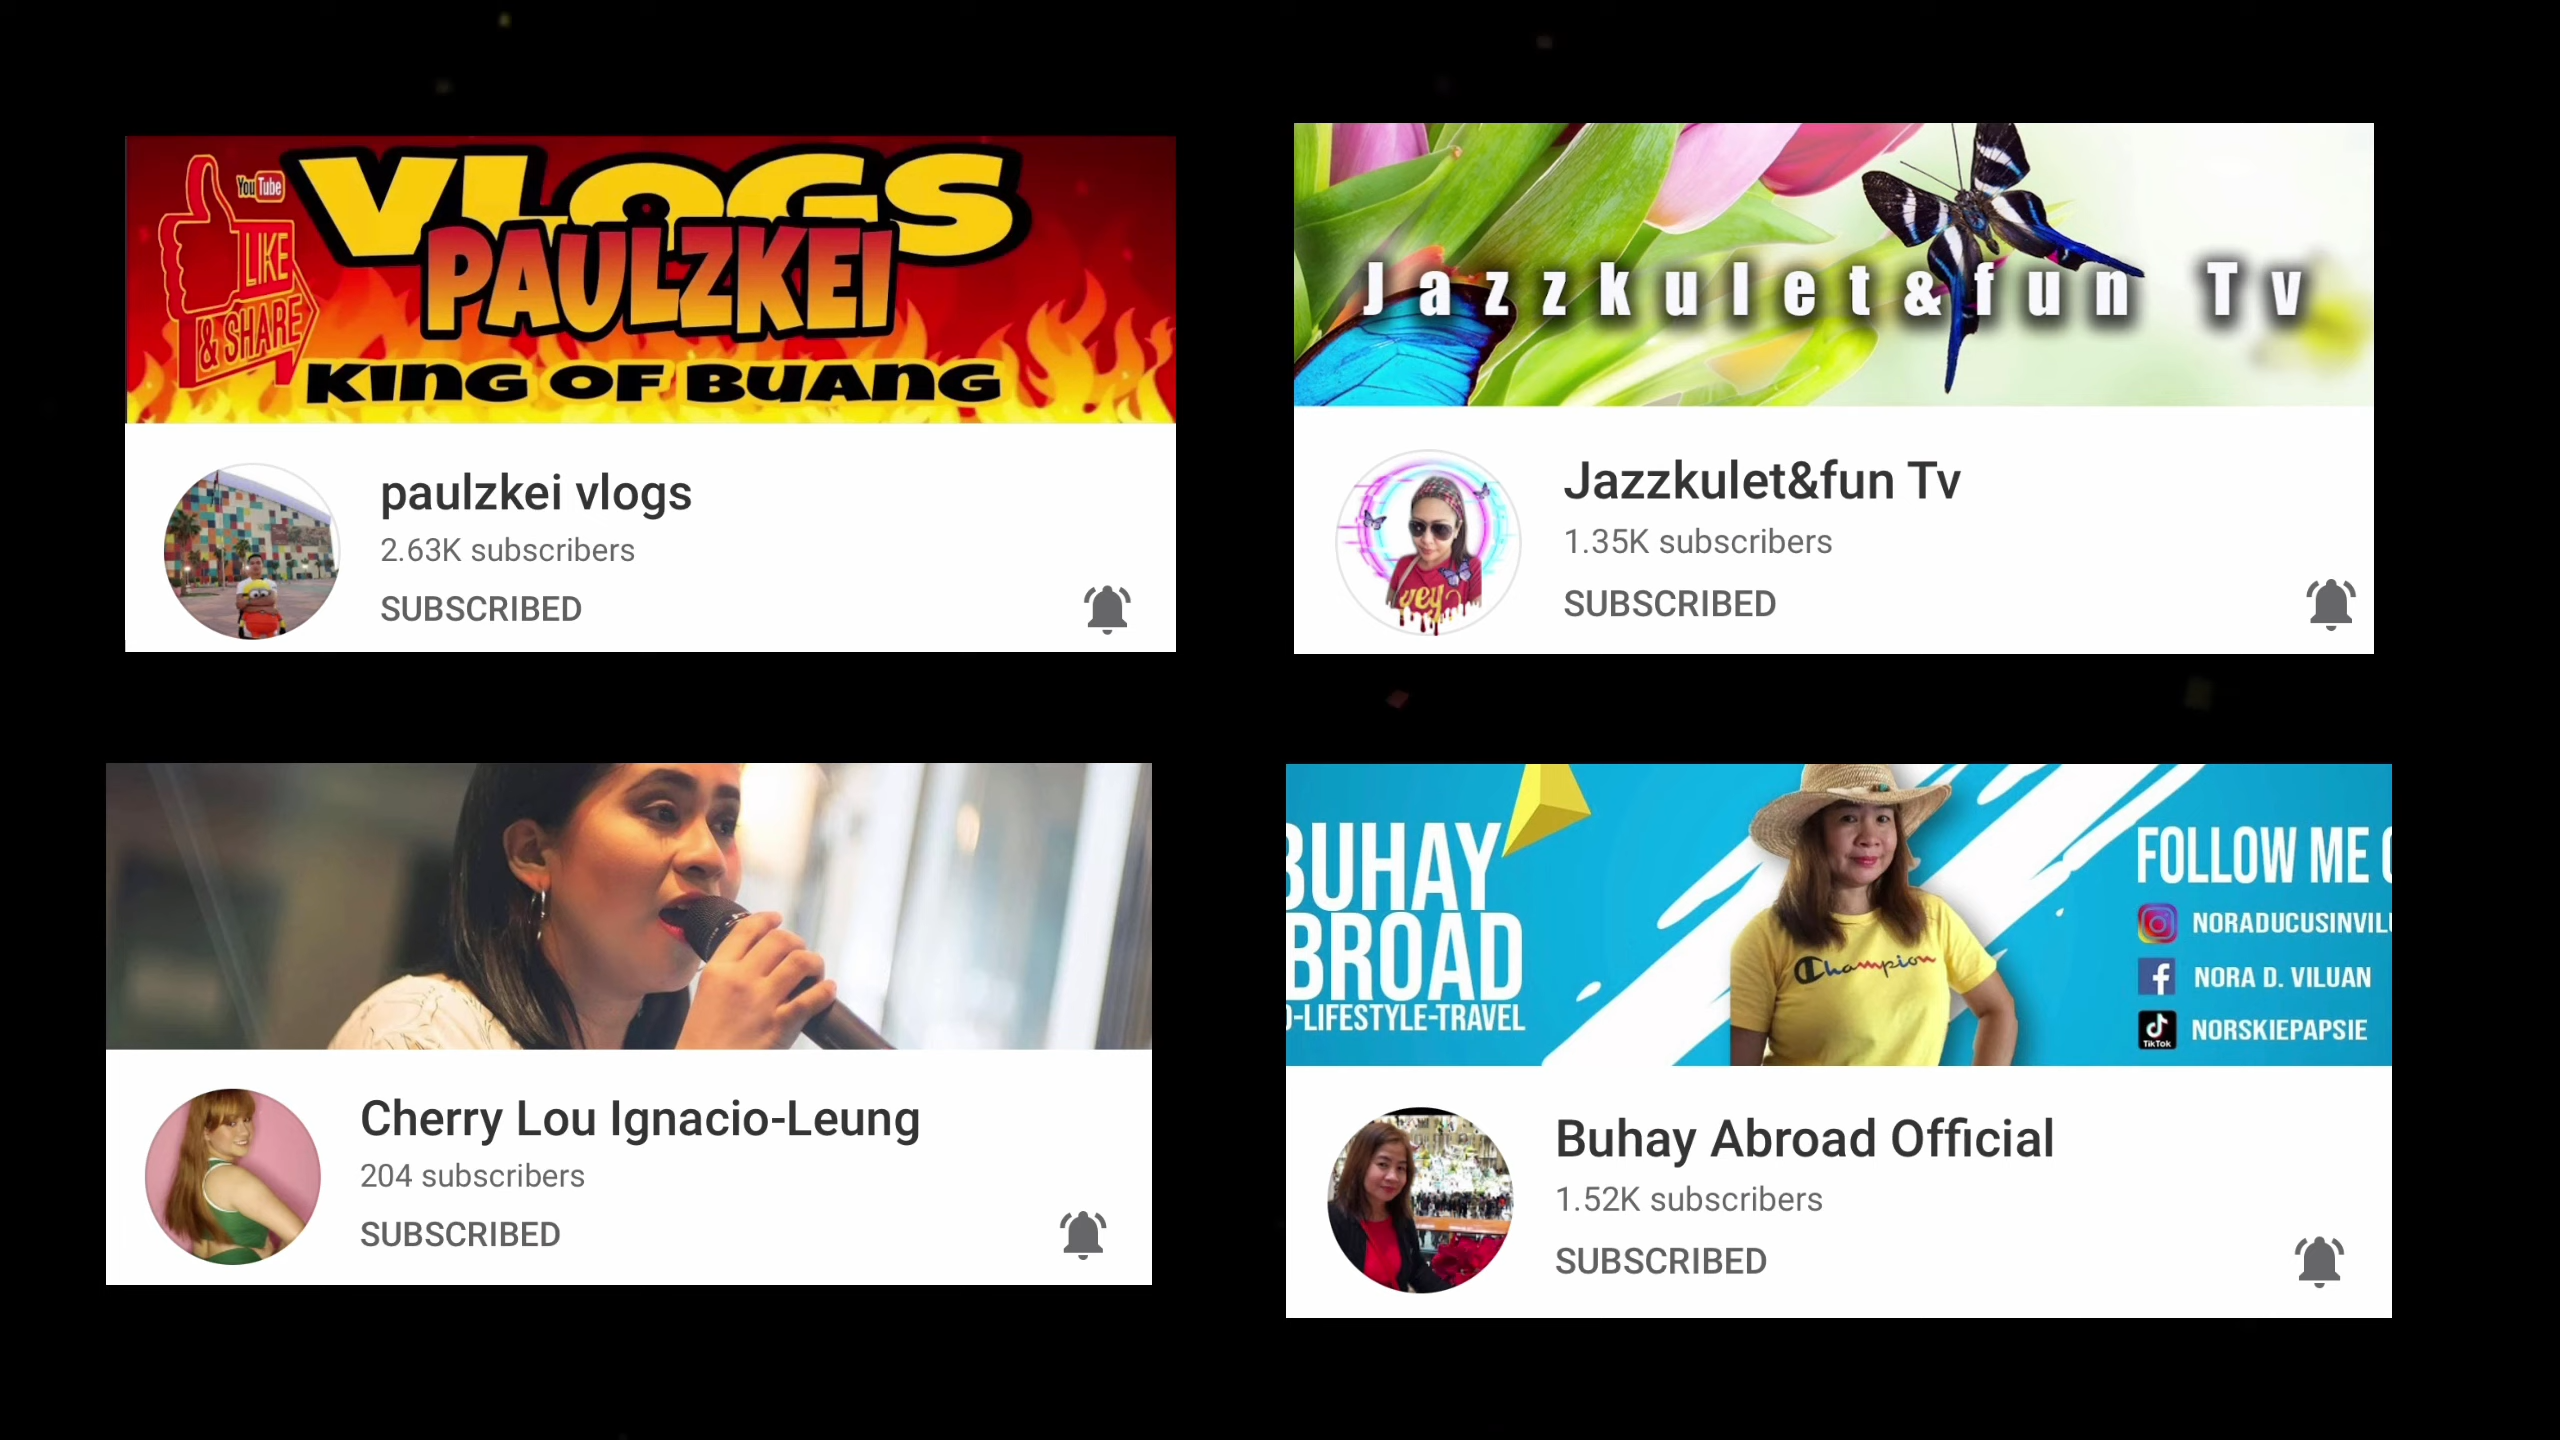 You Tube
LIKE
& SHARE
VLOGS
PAULZKEI
KING OF BUANG
paulzkei vlogs
2.63K subscribers
SUBSCRIBED
Jazzkulet&fun Tv
Jazzkulet&fun Tv
1.35K subscribers
SUBSCRIBED
Cherry Lou Ignacio-Leung
204 subscribers
SUBSCRIBED
BUHAY
BROAD
-LIFESTYLE-TRAVEL
Champion
FOLLOW ME
NORADUCUSINVIL
NORA D. VILUAN
TikTok
NORSKIEPAPSIE
Buhay Abroad Official
1.52K subscribers
SUBSCRIBED